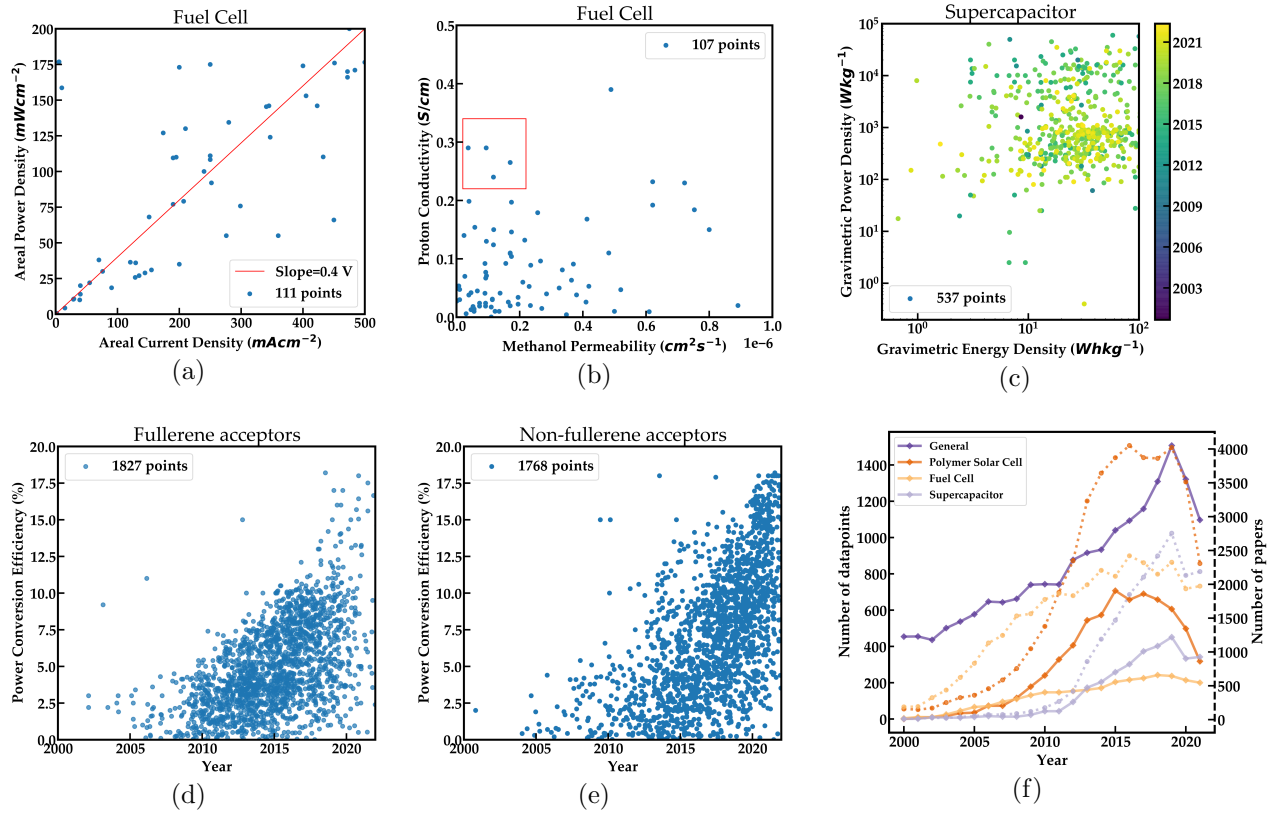 Fuel Cell
200
175
150
125
100
75
50
25
0
Areal Power Density (mWcm⁻²)
Slope=0.4 V
111 points
0 100 200 300 400 500
Areal Current Density (mAcm⁻²)
(a)
Fuel Cell
0.5
0.4
0.3
0.2
0.1
0.0
Proton Conductivity (S/cm)
107 points
0.0 0.2 0.4 0.6 0.8 1.0
1e-6
Methanol Permeability (cm²s⁻¹)
(b)
Supercapacitor
10⁵
10⁴
10³
10²
10¹
10⁰
Gravimetric Power Density (Wkg⁻¹)
537 points
10⁰ 10¹ 10²
Gravimetric Energy Density (Whkg⁻¹)
2021
2018
2015
2012
2009
2006
2003
(c)
Fullerene acceptors
20.0
17.5
15.0
12.5
10.0
7.5
5.0
2.5
0.0
Power Conversion Efficiency (%)
1827 points
2000 2005 2010 2015 2020
Year
(d)
Non-fullerene acceptors
20.0
17.5
15.0
12.5
10.0
7.5
5.0
2.5
0.0
Power Conversion Efficiency (%)
1768 points
2000 2005 2010 2015 2020
Year
(e)
General
Polymer Solar Cell
Fuel Cell
Supercapacitor
1400
1200
1000
800
600
400
200
0
Number of datapoints
4000
3500
3000
2500
2000
1500
1000
500
0
Number of papers
2000 2005 2010 2015 2020
Year
(f)